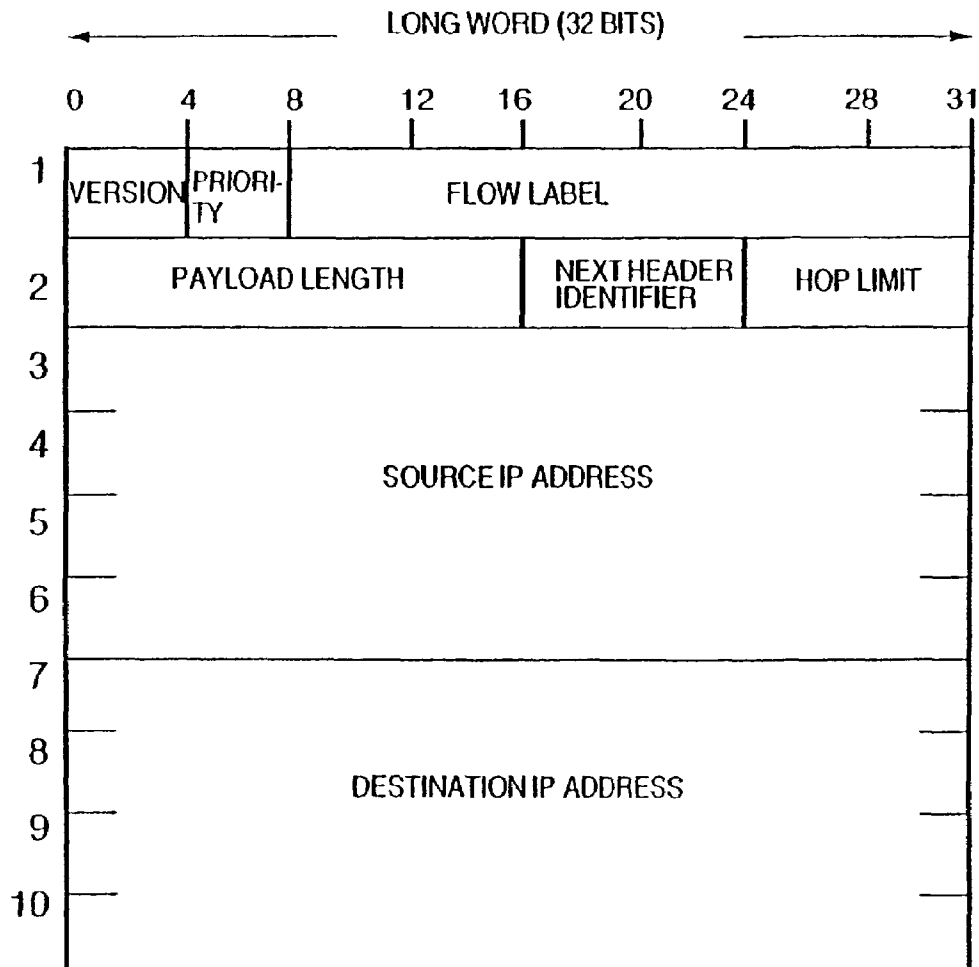 LONG WORD (32 BITS)
0 4 8 12 16 20 24 28 31
1
VERSION
PRIORI-
TY
FLOW LABEL
2
PAYLOAD LENGTH
NEXT HEADER
IDENTIFIER
HOP LIMIT
3
4
SOURCE IP ADDRESS
5
6
7
8
DESTINATION IP ADDRESS
9
10